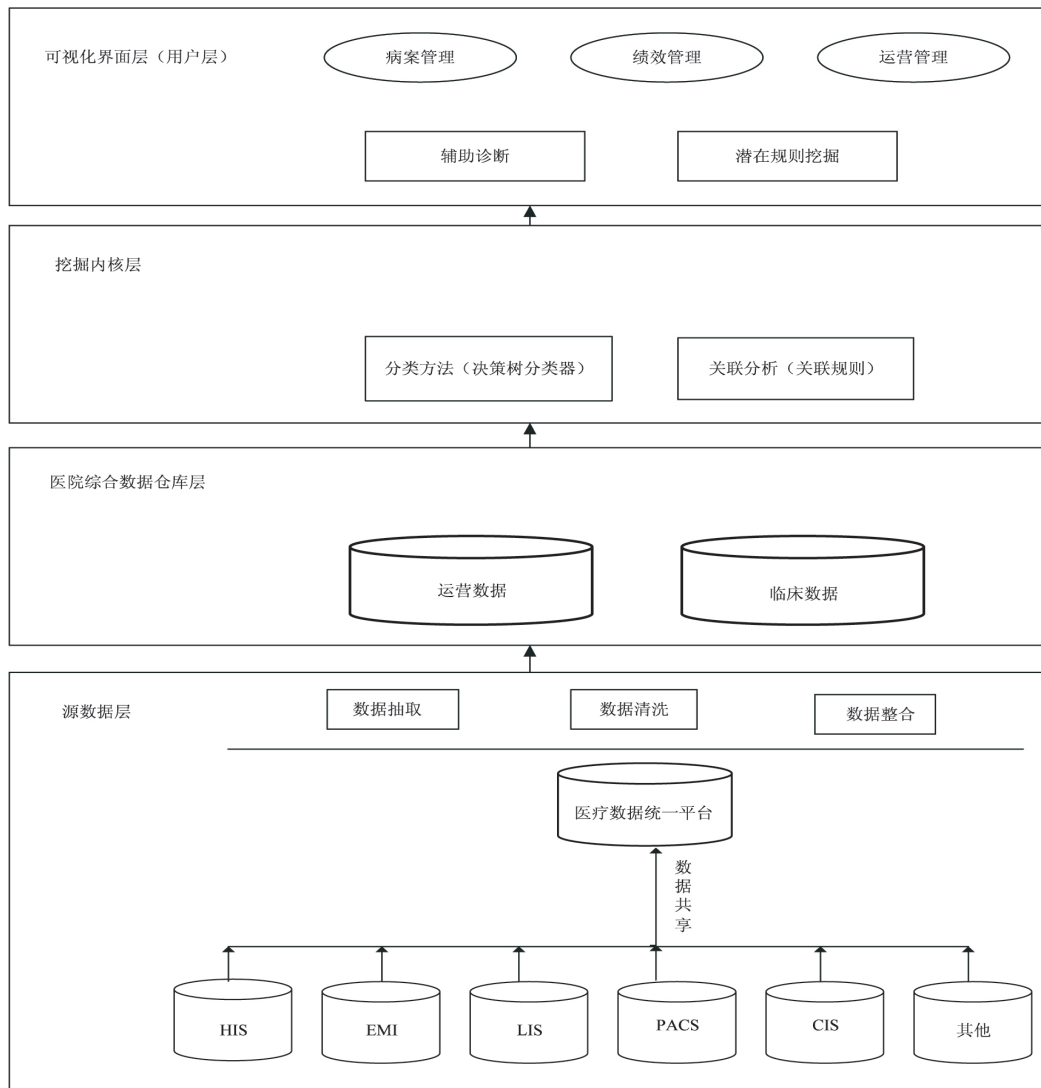 可视化界面层（用户层）
病案管理
绩效管理
运营管理
辅助诊断
潜在规则挖掘
挖掘内核层
分类方法（决策树分类器）
关联分析（关联规则）
医院综合数据仓库层
运营数据
临床数据
源数据层
数据抽取
数据清洗
数据整合
医疗数据统一平台
数据共享
HIS
EMI
LIS
PACS
CIS
其他